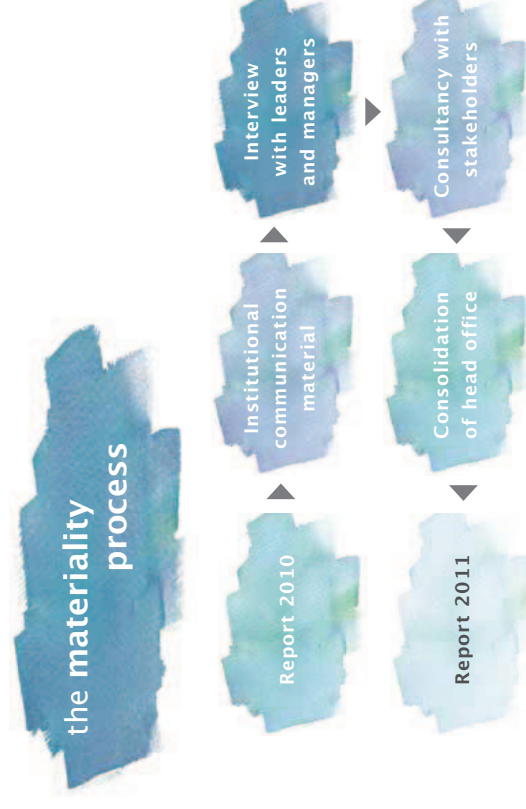 the materiality
process
Report 2010
Institutional
communication
material
Interview
with leaders
and managers
Consultancy with
stakeholders
Consolidation
of head office
Report 2011